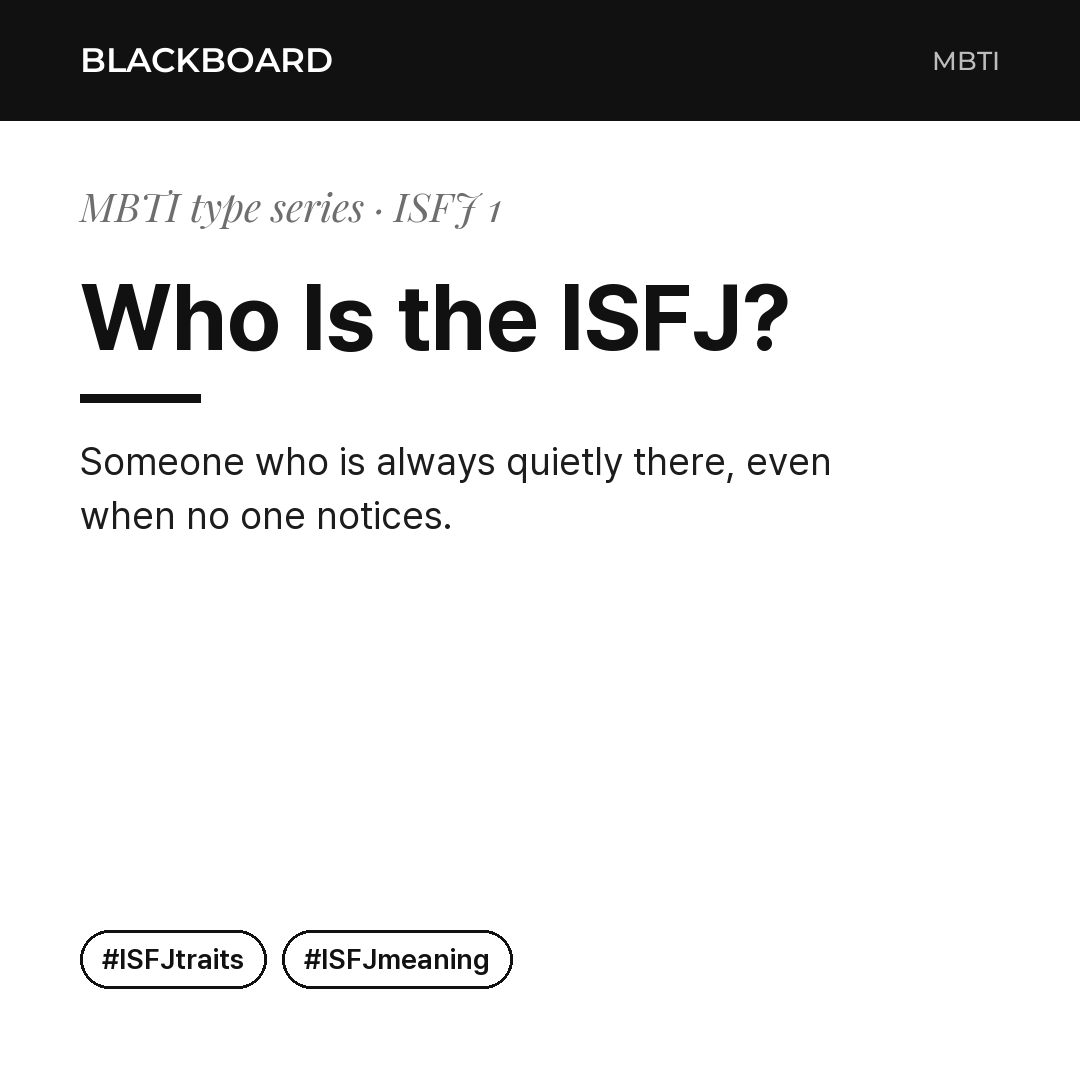 BLACKBOARD
MBTI
MBTI type series · ISFJ 1
Who Is the ISFJ?
Someone who is always quietly there, even
when no one notices.
#ISFJtraits
#ISFJmeaning